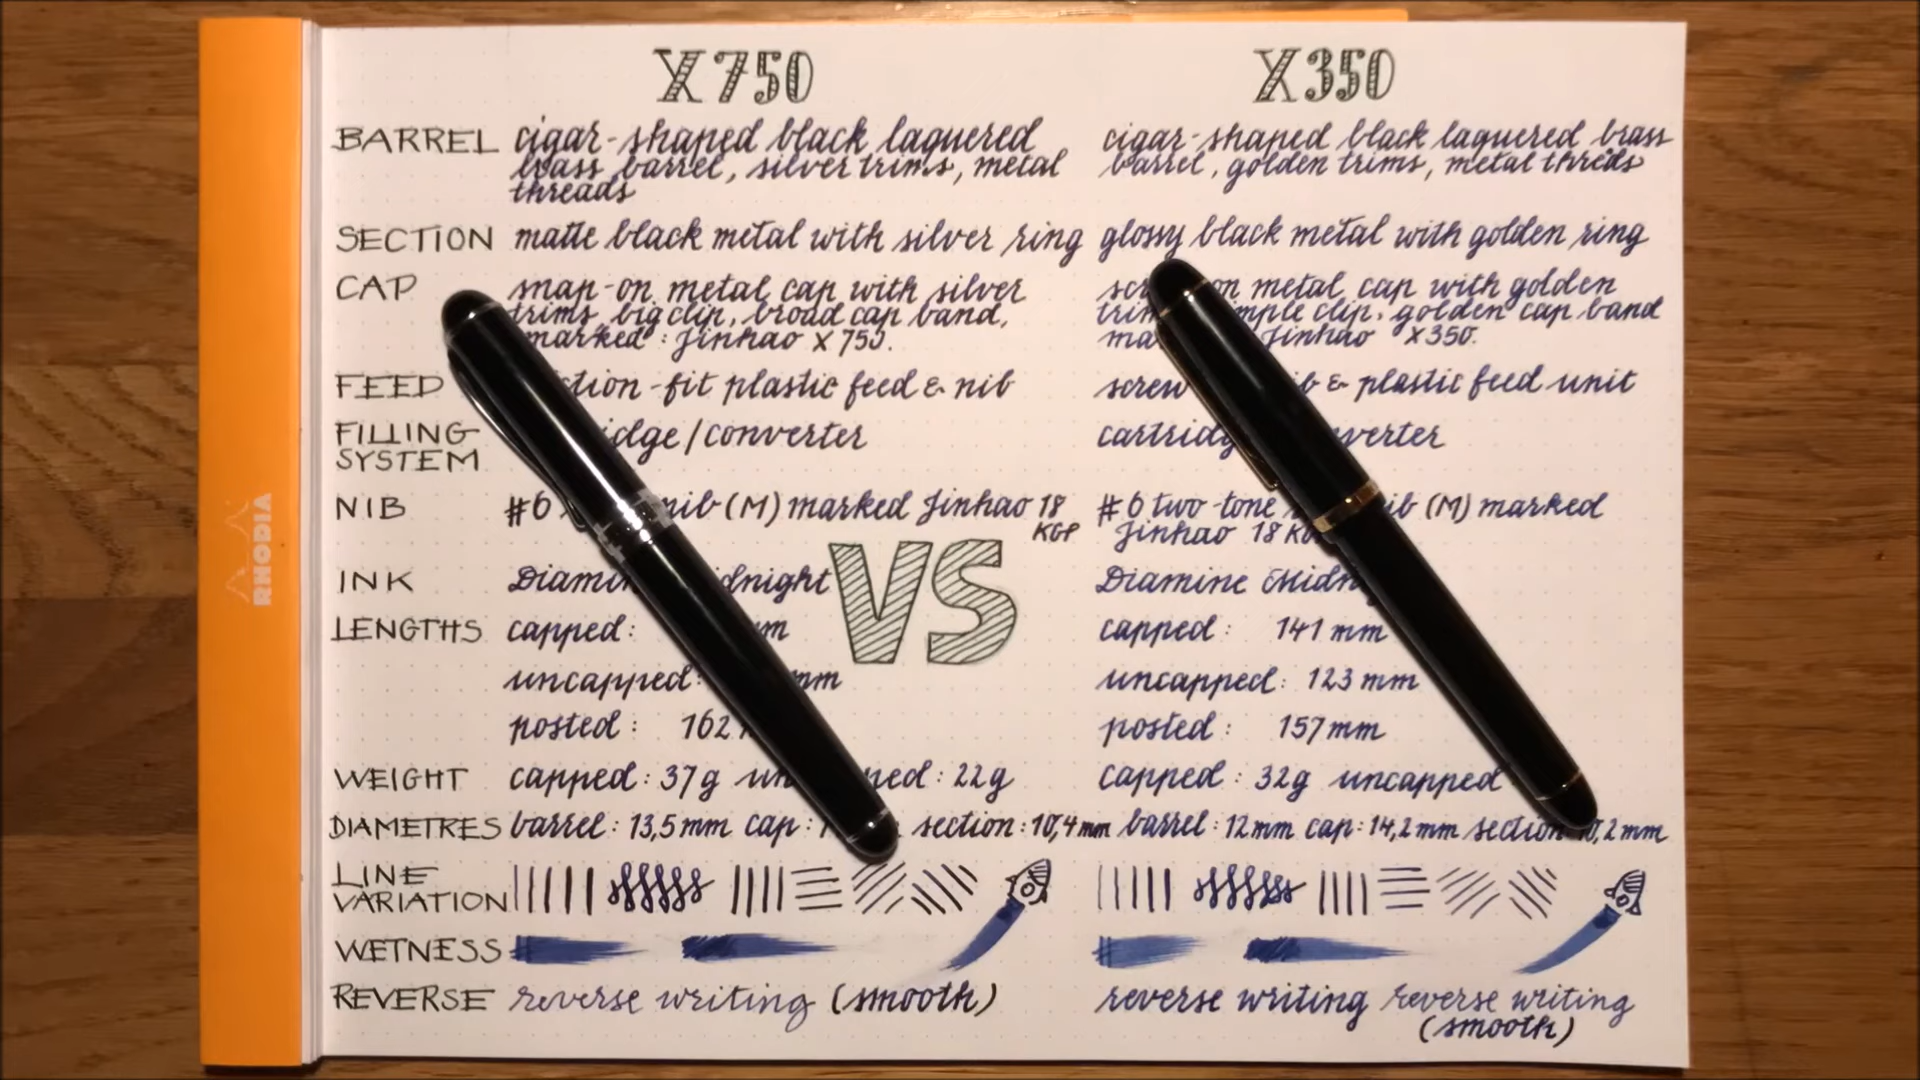 X750 X350
BARREL cigar-shaped black laquered cigar-shaped black laquered brass
brass barrel, silver trims, metal barrel, golden trims, metal threds
threads
SECTION matte black metal with silver ring glossy black metal with golden ring
CAP snap-on metal cap with silver on metal cap with golden
trims, big clip, broad cap band, clip. golden cap band
marked: Jinhao X 750. Jinhao X350.
FEED -fit plastic feed & nib screw & plastic feed unit
FILLING /converter
SYSTEM
NIB #6 nib (M) marked Jinhao 18 #6 two-tone (M) marked
KGP Jinhao 18
RHODIA
VS
INK Diamine
LENGTHS capped: mm capped: 141 mm
uncapped: mm uncapped: 123 mm
posted: 162 posted: 157mm
WEIGHT capped: 37g : 22g capped: 32g uncapped
DIAMETRES barrel: 13,5mm cap: section: 10,4mm barrel: 12mm cap: 14,2mm section ,2mm
LINE
VARIATION
WETNESS
REVERSE reverse writing (smooth) reverse writing reverse writing
(smooth)